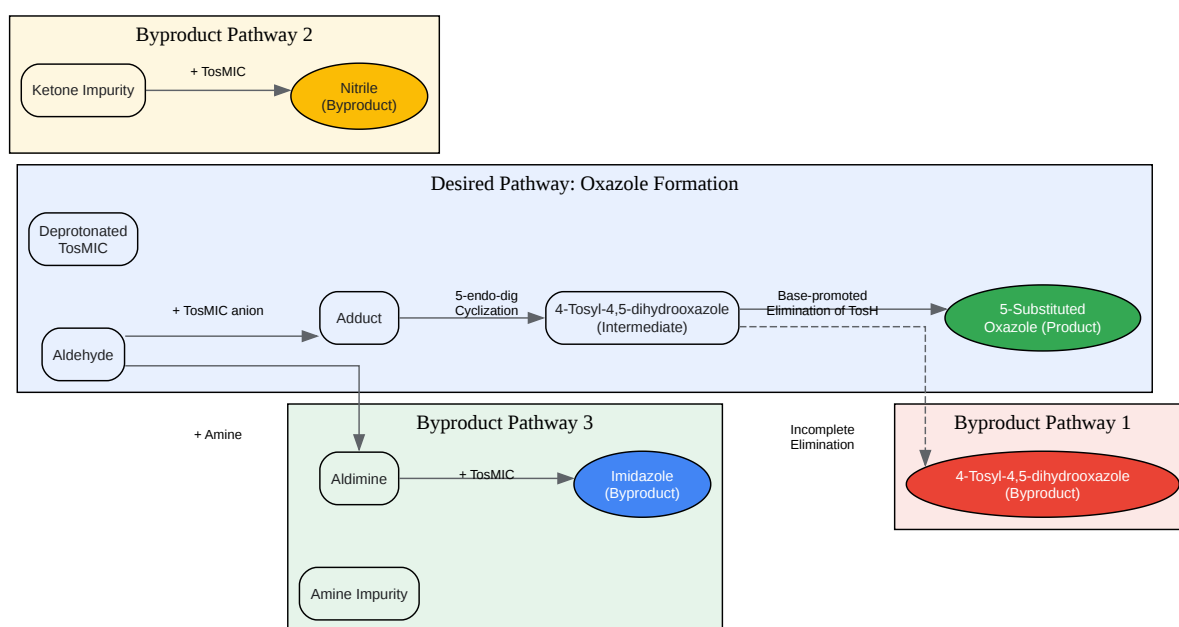 Byproduct Pathway 2
Ketone Impurity
+ TosMIC
Nitrile
(Byproduct)
Desired Pathway: Oxazole Formation
Deprotonated
TosMIC
Aldehyde
+ TosMIC anion
Adduct
5-endo-dig
Cyclization
4-Tosyl-4,5-dihydrooxazole
(Intermediate)
Base-promoted
Elimination of TosH
5-Substituted
Oxazole (Product)
+ Amine
Byproduct Pathway 3
Aldimine
+ TosMIC
Imidazole
(Byproduct)
Amine Impurity
Incomplete
Elimination
Byproduct Pathway 1
4-Tosyl-4,5-dihydrooxazole
(Byproduct)